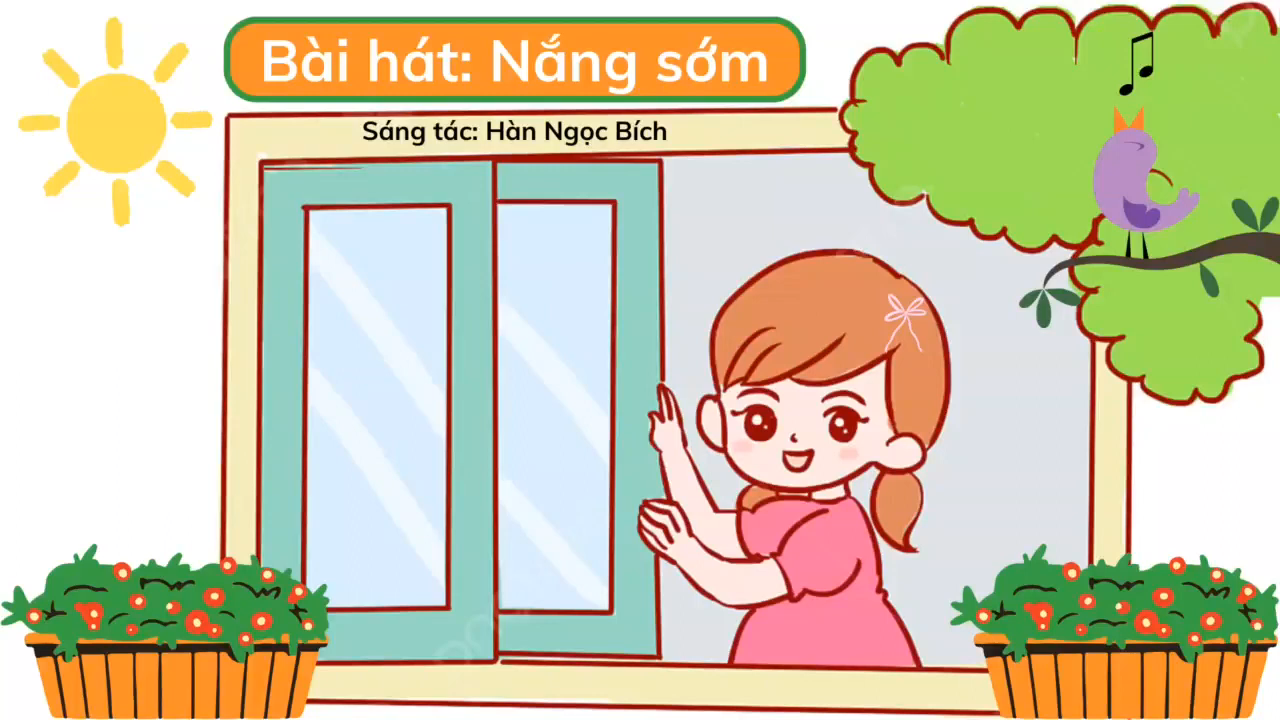 Bài hát: Nắng sớm
Sáng tác: Hàn Ngọc Bích